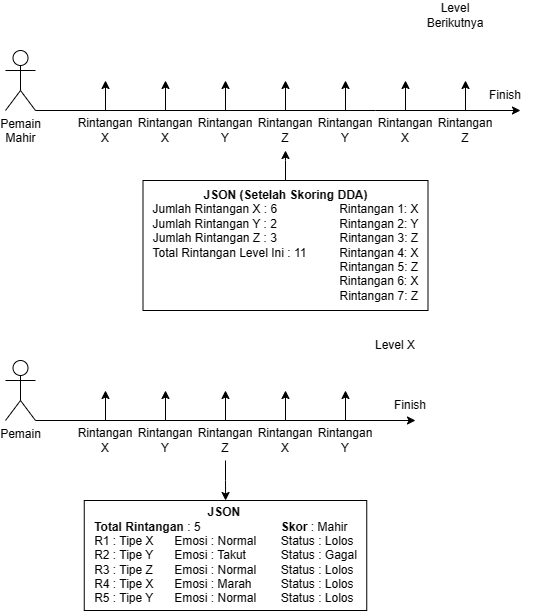 Level
Berikutnya
Finish
Pemain
Mahir
Rintangan
X
Rintangan
X
Rintangan
Y
Rintangan
Z
Rintangan
Y
Rintangan
X
Rintangan
Z
JSON (Setelah Skoring DDA)
Jumlah Rintangan X : 6 Rintangan 1: X
Jumlah Rintangan Y : 2 Rintangan 2: Y
Jumlah Rintangan Z : 3 Rintangan 3: Z
Total Rintangan Level Ini : 11 Rintangan 4: X
Rintangan 5: Z
Rintangan 6: X
Rintangan 7: Z
Level X
Finish
Pemain
Rintangan
X
Rintangan
Y
Rintangan
Z
Rintangan
X
Rintangan
Y
JSON
Total Rintangan : 5 Skor : Mahir
R1 : Tipe X Emosi : Normal Status : Lolos
R2 : Tipe Y Emosi : Takut Status : Gagal
R3 : Tipe Z Emosi : Normal Status : Lolos
R4 : Tipe X Emosi : Marah Status : Lolos
R5 : Tipe Y Emosi : Normal Status : Lolos